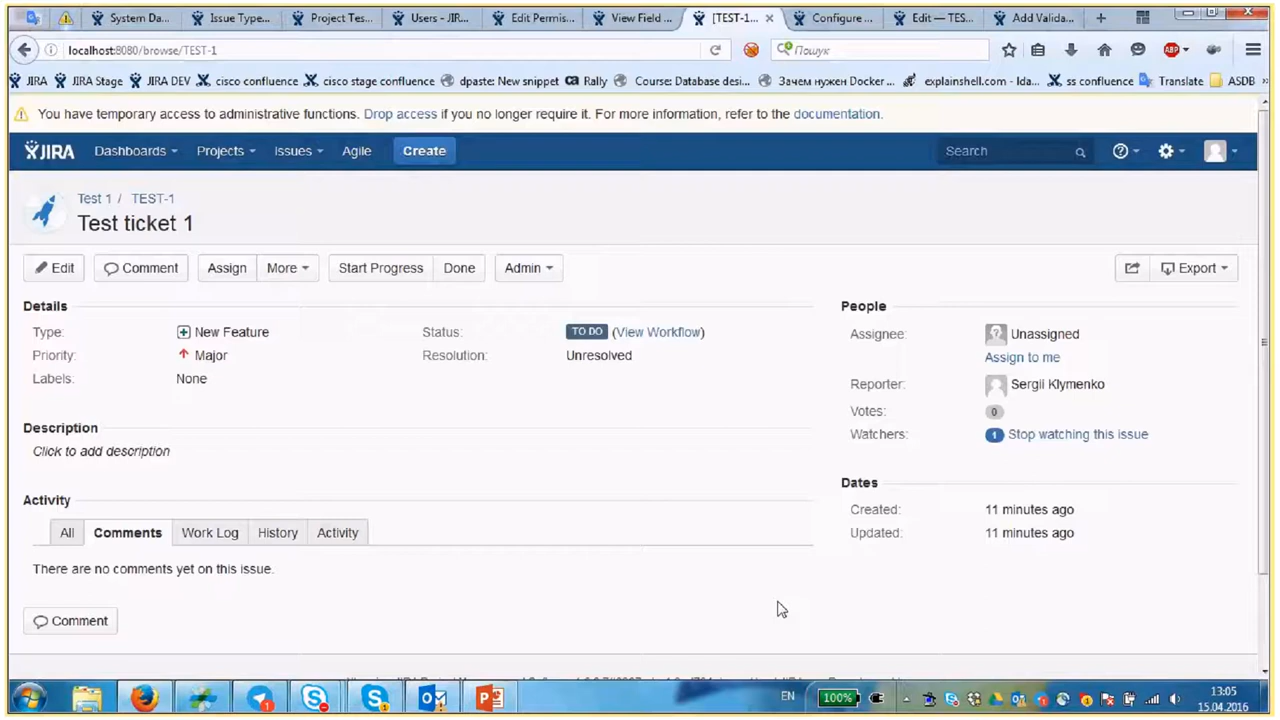 System Da... Issue Type... Project Tes... Users - JIR... Edit Permis... View Field ... [TEST-1... Configure ... Edit — TES... Add Valida...
localhost:8080/browse/TEST-1 Пошук ABP
JIRA JIRA Stage JIRA DEV cisco confluence cisco stage confluence dpaste: New snippet CA Rally Course: Database desi... Зачем нужен Docker ... explainshell.com - Ida... ss confluence Translate ASDB
You have temporary access to administrative functions. Drop access if you no longer require it. For more information, refer to the documentation.
JIRA Dashboards Projects Issues Agile Create Search
Test 1 / TEST-1
Test ticket 1
Edit Comment Assign More Start Progress Done Admin Export
Details
Type: New Feature
Priority: Major
Labels: None
Status: TO DO (View Workflow)
Resolution: Unresolved
Description
Click to add description
Activity
All Comments Work Log History Activity
There are no comments yet on this issue.
Comment
People
Assignee: Unassigned
Assign to me
Reporter: Sergii Klymenko
Votes: 0
Watchers: 1 Stop watching this issue
Dates
Created: 11 minutes ago
Updated: 11 minutes ago
EN 100% 13:05
15.04.2016